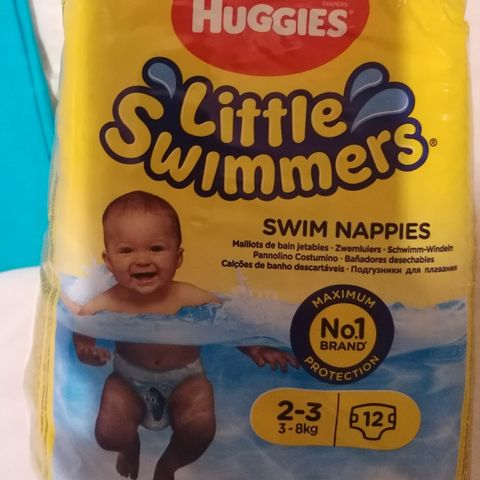 DIAPERS
HUGGIES
Little
Swimmers®
SWIM NAPPIES
Maillots de bain jetables · Zwemluiers · Schwimm-Windeln
Pannolino Costumino · Bañadores desechables
Calções de banho descartáveis · Подгузники для плавания
MAXIMUM
No.1
BRAND*
PROTECTION
2-3
3-8kg
12